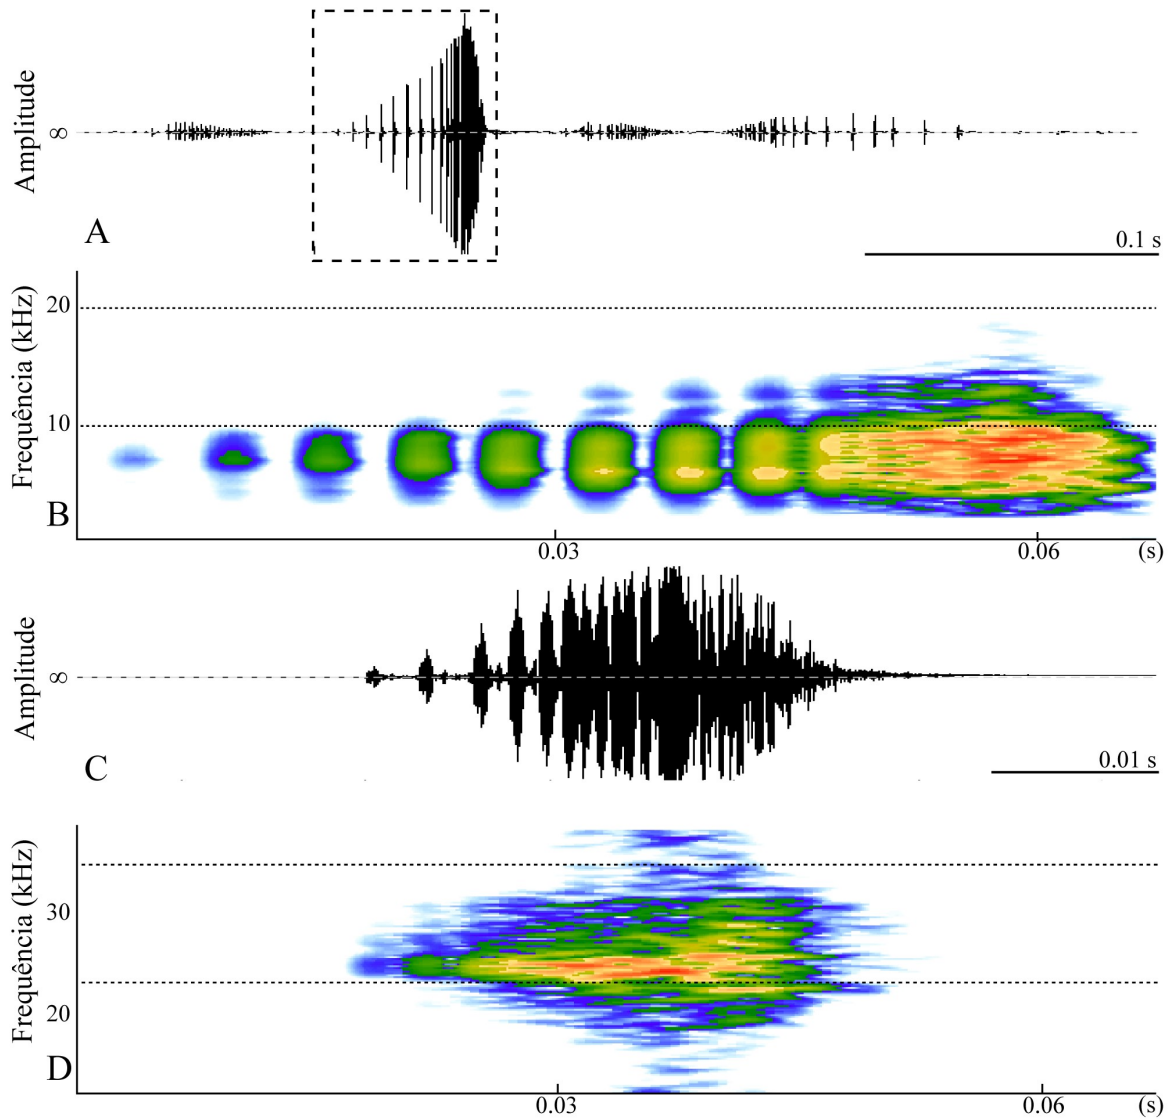 Amplitude
∞
A
0.1 s
Frequência (kHz)
20
10
B
0.03
0.06
(s)
Amplitude
∞
C
0.01 s
Frequência (kHz)
30
20
D
0.03
0.06
(s)